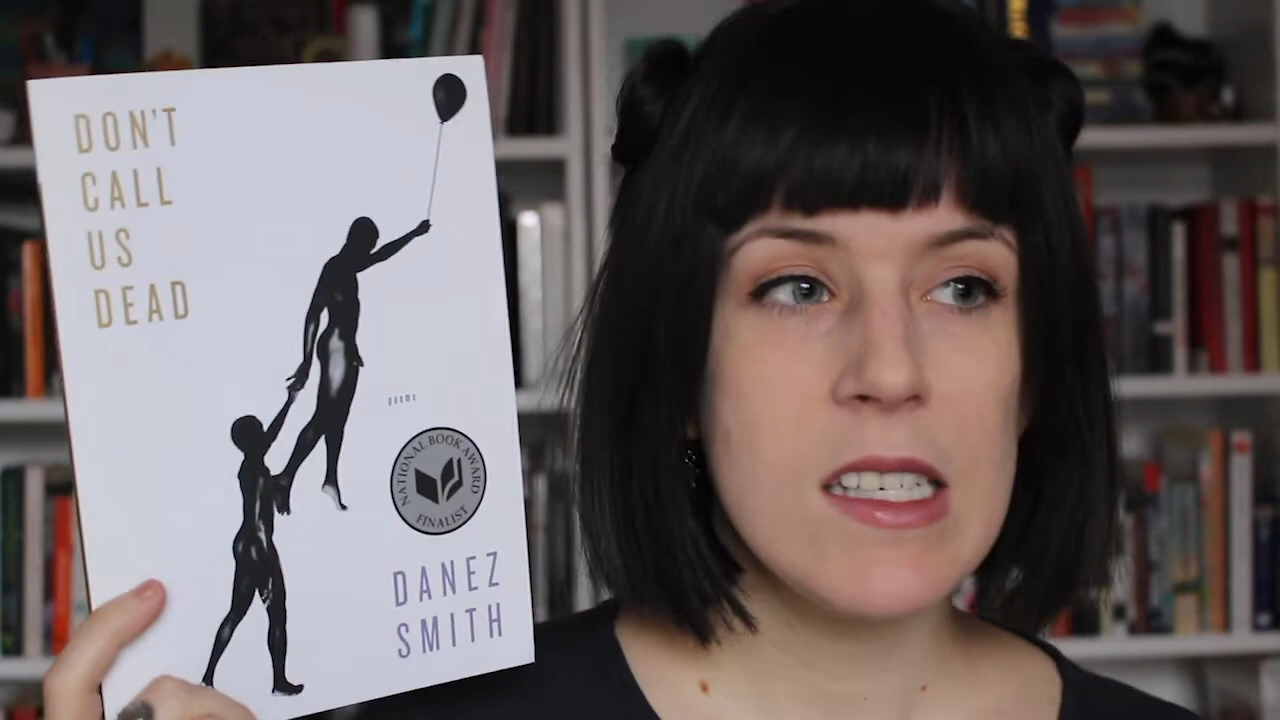 DON'T
CALL
US
DEAD
poems
NATIONAL BOOK AWARD
FINALIST
DANEZ
SMITH